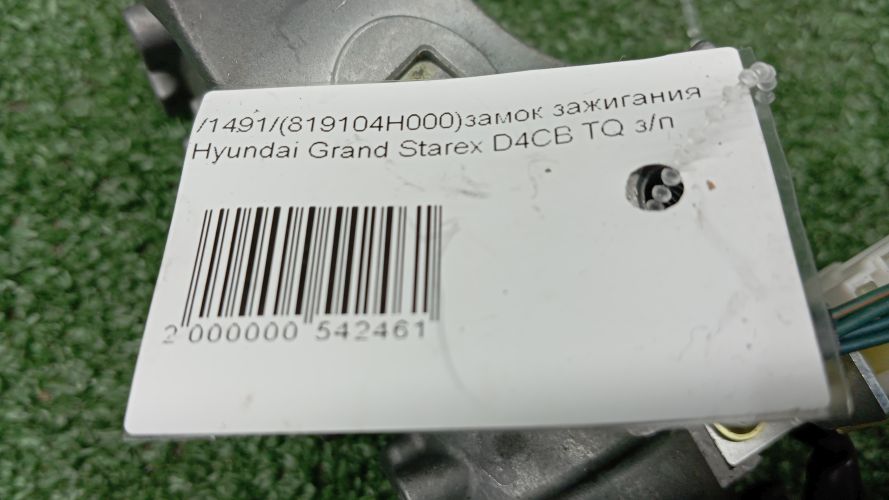 /1491/(819104H000)замок зажигания
Hyundai Grand Starex D4CB TQ з/п
2 000000 542461